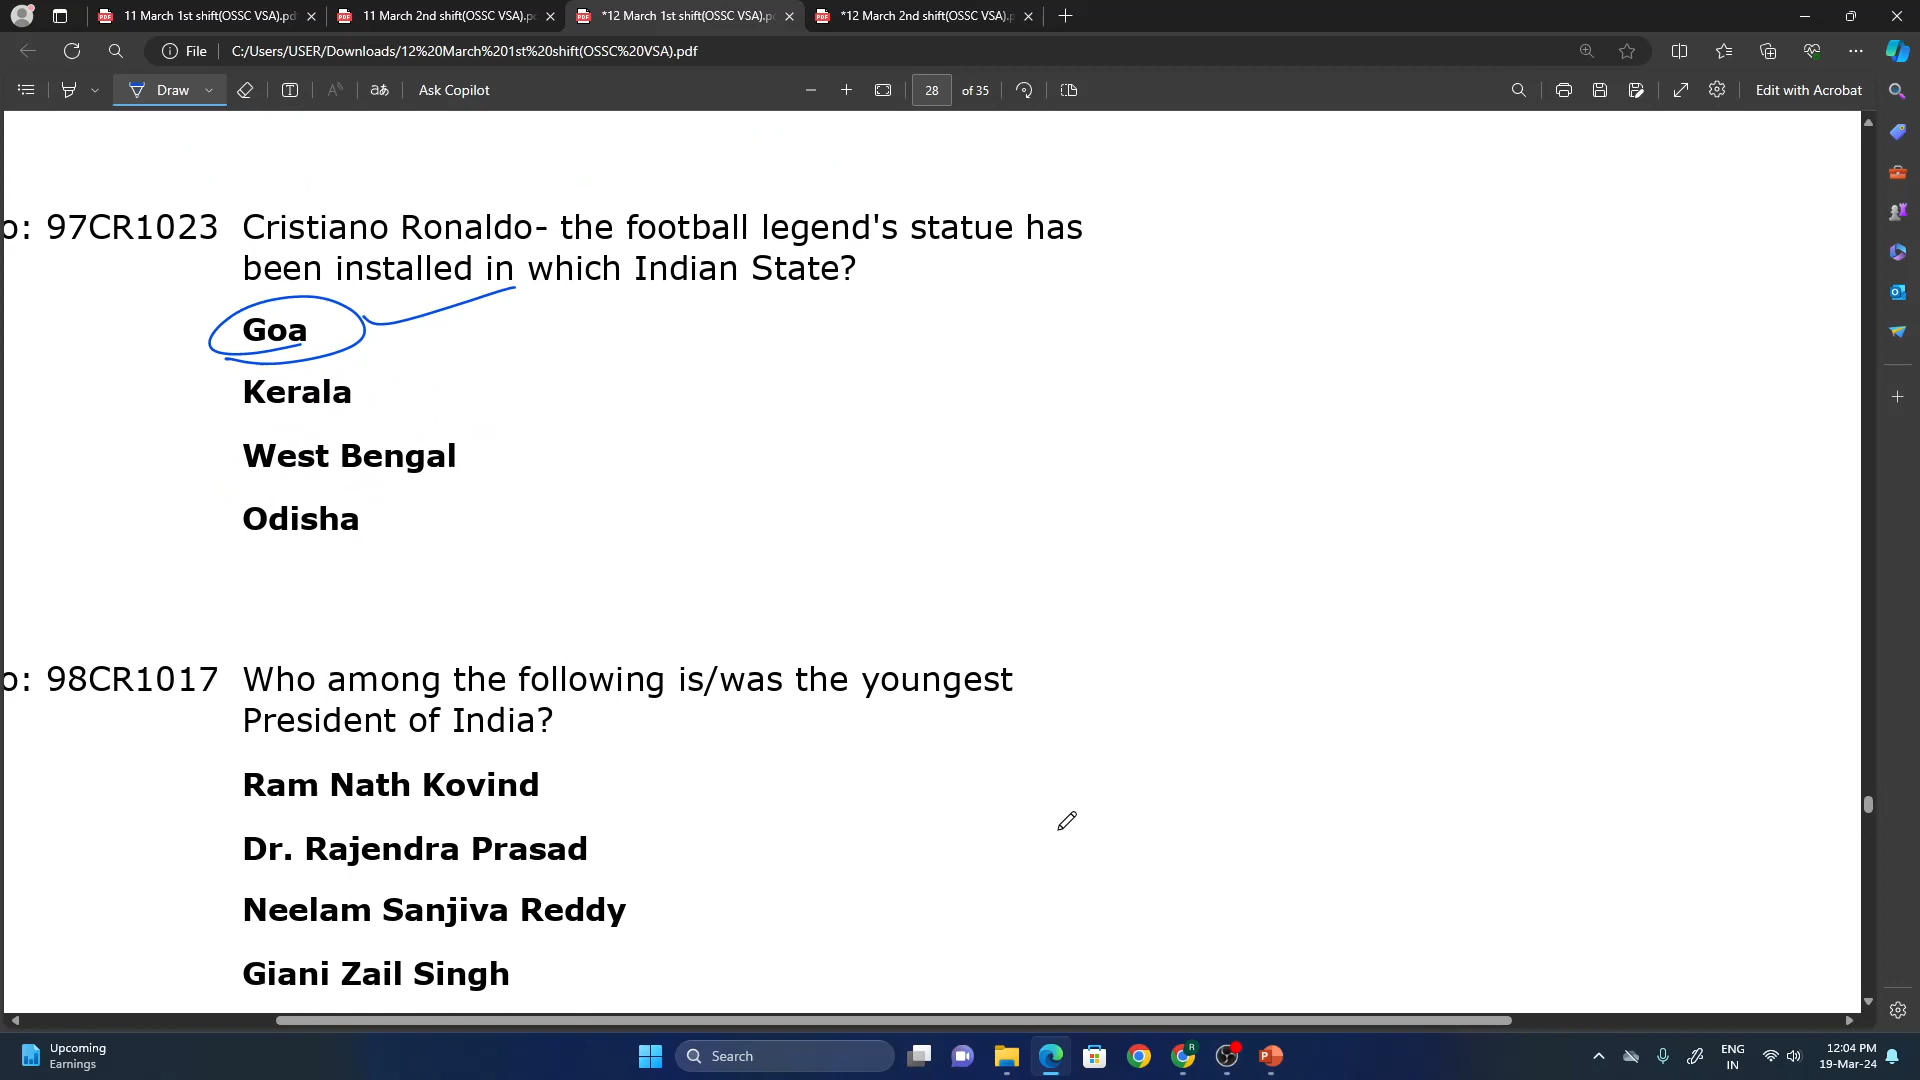 11 March 1st shift(OSSC VSA).pdf
11 March 2nd shift(OSSC VSA).p
*12 March 1st shift(OSSC VSA).p
*12 March 2nd shift(OSSC VSA).p
File
C:/Users/USER/Downloads/12%20March%201st%20shift(OSSC%20VSA).pdf
Draw
aあ
Ask Copilot
28
of 35
Edit with Acrobat
o: 97CR1023 Cristiano Ronaldo- the football legend's statue has
been installed in which Indian State?
Goa
Kerala
West Bengal
Odisha
o: 98CR1017 Who among the following is/was the youngest
President of India?
Ram Nath Kovind
Dr. Rajendra Prasad
Neelam Sanjiva Reddy
Giani Zail Singh
Upcoming
Earnings
Search
ENG
IN
12:04 PM
19-Mar-24